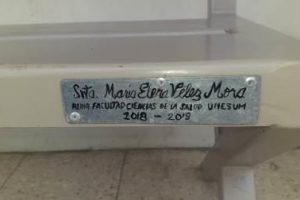 Srta. María Elena Vélez Mora
REINA FACULTAD CIENCIAS DE LA SALUD UNESUM
2018 - 2019